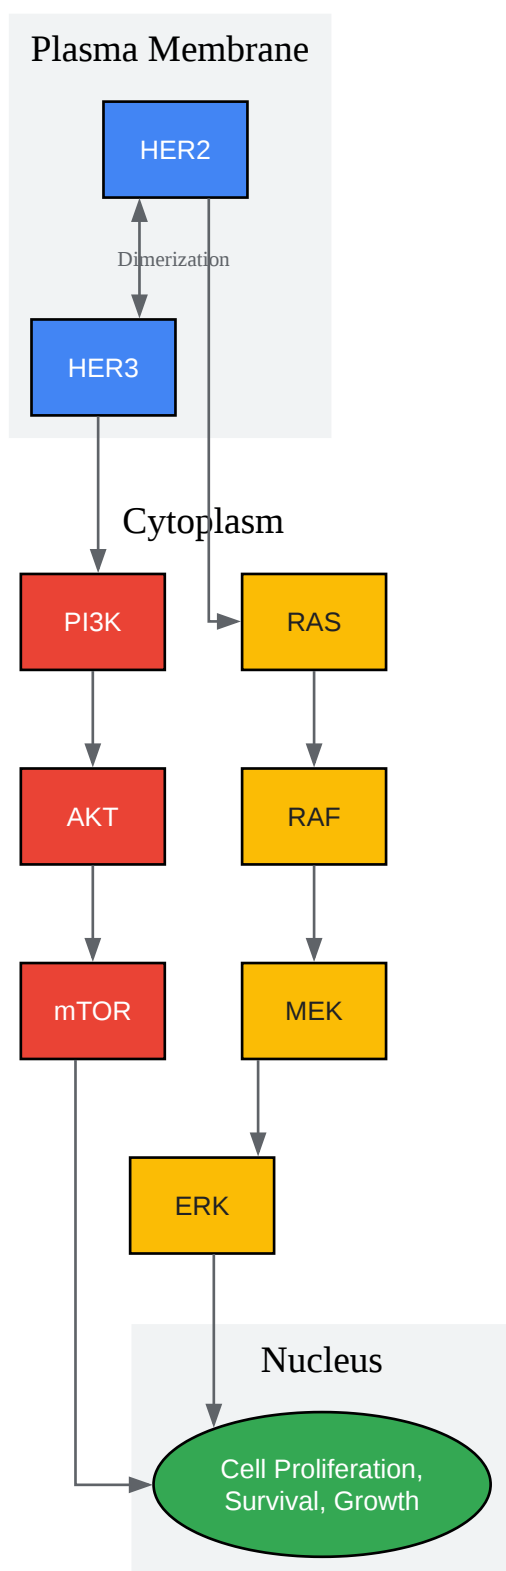 Plasma Membrane
HER2
Dimerization
HER3
Cytoplasm
PI3K
RAS
AKT
RAF
mTOR
MEK
ERK
Nucleus
Cell Proliferation,
Survival, Growth